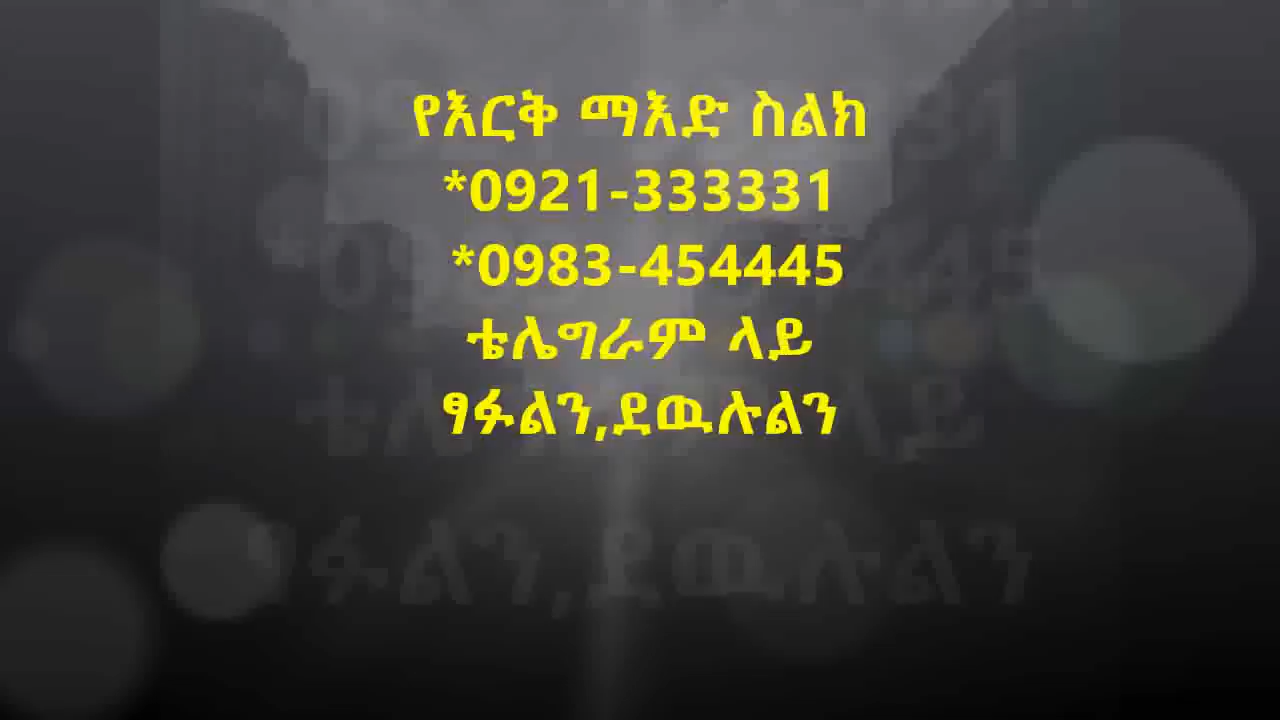 የእርቅ ማእድ ስልክ
*0921-333331
*0983-454445
ቴሌግራም ላይ
ፃፉልን,ደዉሉልን